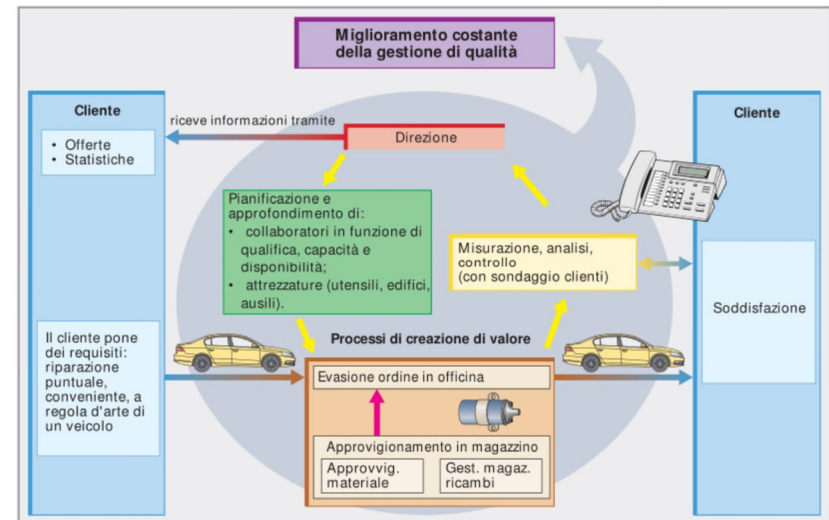 Miglioramento costante
della gestione di qualità
Cliente
• Offerte
• Statistiche
riceve informazioni tramite
Direzione
Cliente
Pianificazione e
approfondimento di:
• collaboratori in funzione di
qualifica, capacità e
disponibilità;
• attrezzature (utensili, edifici,
ausili).
Misurazione, analisi,
controllo
(con sondaggio clienti)
Soddisfazione
Il cliente pone
dei requisiti:
riparazione
puntuale,
conveniente, a
regola d'arte di
un veicolo
Processi di creazione di valore
Evasione ordine in officina
Approvigionamento in magazzino
Approvvig.
materiale
Gest. magaz.
ricambi